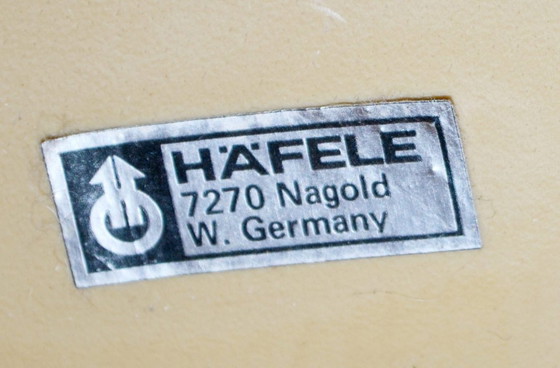 HÄFELE
7270 Nagold
W. Germany